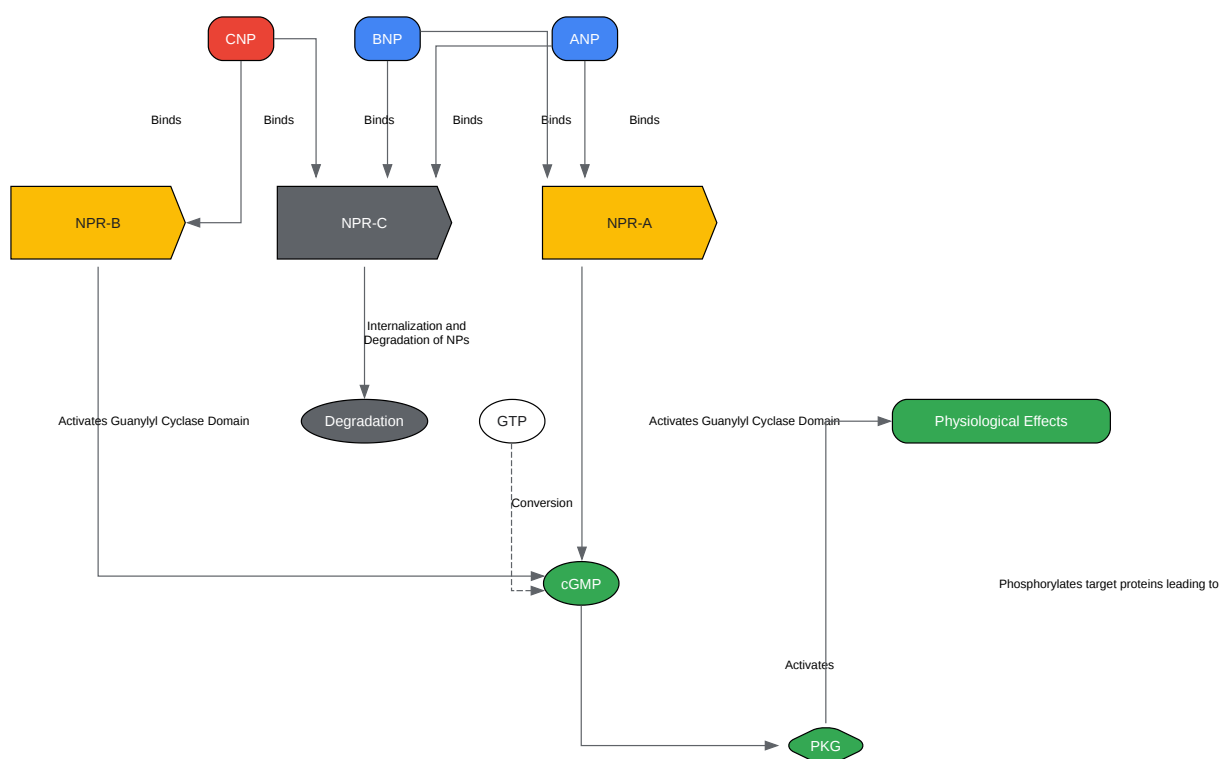 CNP
BNP
ANP
Binds
Binds
Binds
Binds
Binds
Binds
NPR-B
NPR-C
NPR-A
Internalization and
Degradation of NPs
Activates Guanylyl Cyclase Domain
Degradation
GTP
Activates Guanylyl Cyclase Domain
Physiological Effects
Conversion
cGMP
Phosphorylates target proteins leading to
Activates
PKG